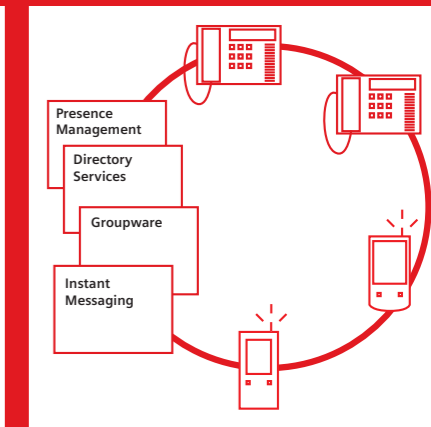 Presence
Management
Directory
Services
Groupware
Instant
Messaging